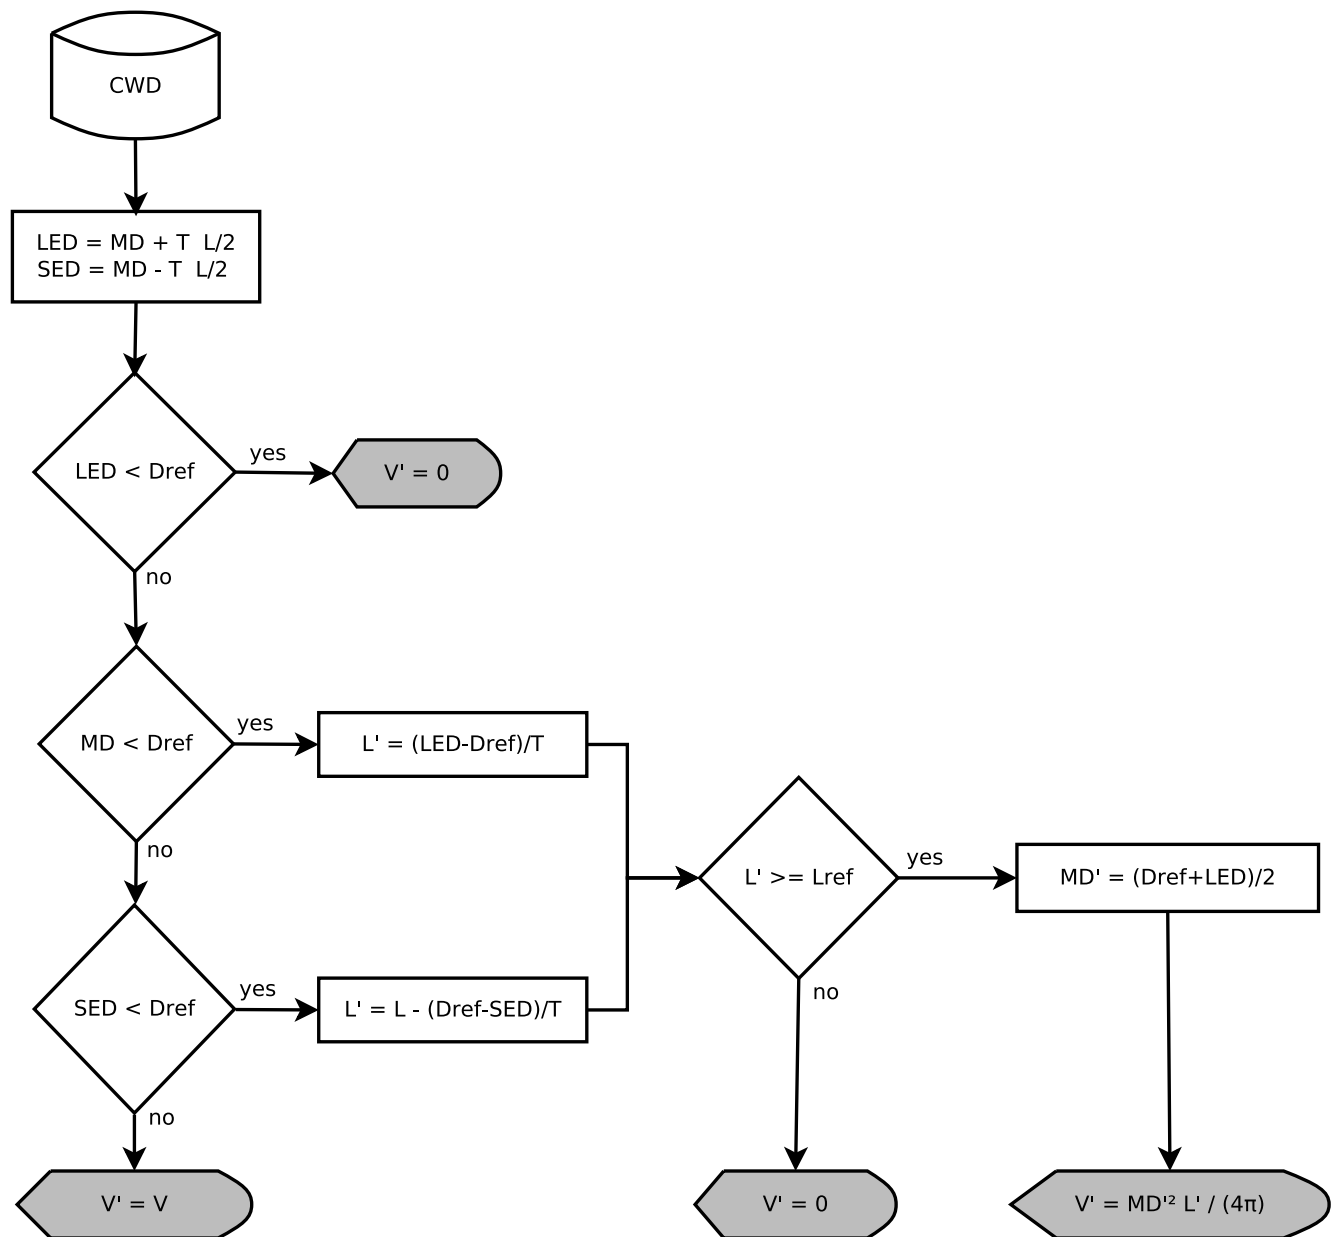 CWD
LED = MD + T  L/2
SED = MD - T  L/2
LED < Dref
yes
V' = 0
no
MD < Dref
yes
L' = (LED-Dref)/T
no
L' >= Lref
yes
MD' = (Dref+LED)/2
SED < Dref
yes
L' = L - (Dref-SED)/T
no
no
V' = V
V' = 0
V' = MD'² L' / (4π)